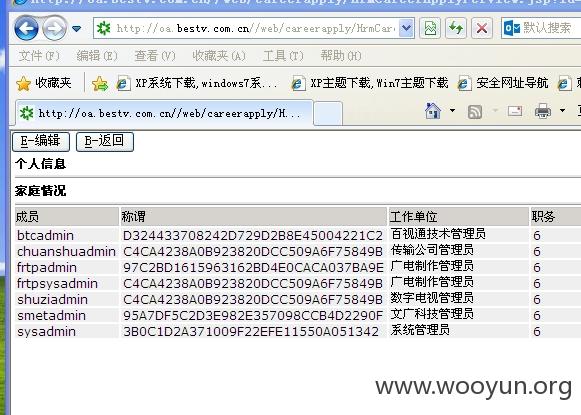 http://oa.bestv.com.cn//web/careerapply/HrmCareerApplyPerView.jsp?id=
http://oa.bestv.com.cn//web/careerapply/HrmCar
默认搜索
文件(F) 编辑(E) 查看(V) 收藏夹(A) 工具(T) 帮助(H)
收藏夹 XP系统下载,windows7系... XP主题下载,Win7主题下载 安全网址导航
http://oa.bestv.com.cn//web/careerapply/H...
E-编辑 B-返回
个人信息
家庭情况
成员 称谓 工作单位 职务
btcadmin D324433708242D729D2B8E45004221C2 百视通技术管理员 6
chuanshuadmin C4CA4238A0B923820DCC509A6F75849B 传输公司管理员 6
frtpadmin 97C2BD1615963162BD4E0CACA037BA9E 广电制作管理员 6
frtpsysadmin C4CA4238A0B923820DCC509A6F75849B 广电制作管理员 6
shuziadmin C4CA4238A0B923820DCC509A6F75849B 数字电视管理员 6
smetadmin 95A7DF5C2D3E982E357098CCB4D2290F 文广科技管理员 6
sysadmin 3B0C1D2A371009F22EFE11550A051342 系统管理员 6
www.wooyun.org